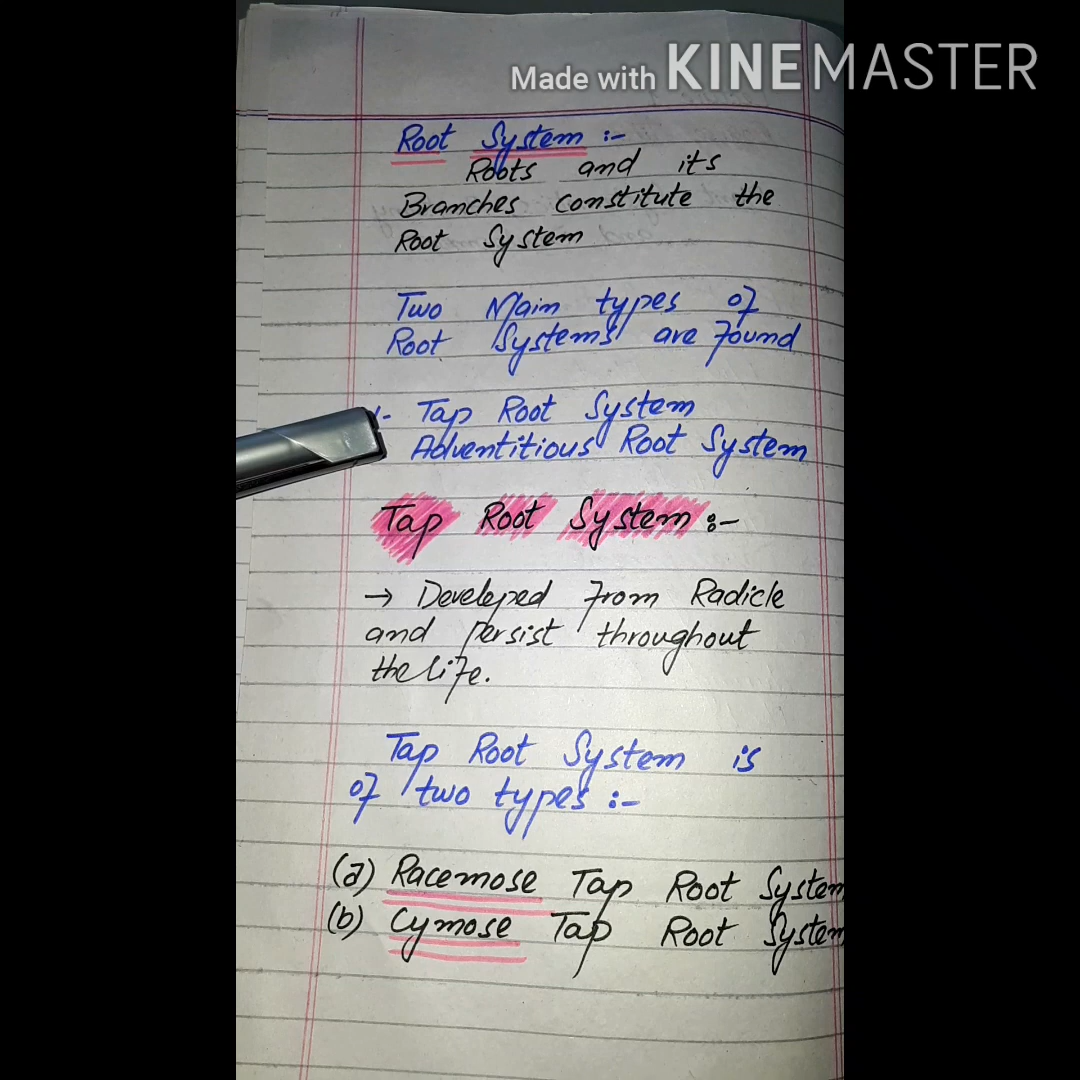 Made with KINEMASTER
Root System :-
Roots and its
Branches constitute the
Root System
Two Main types of
Root Systems are found
1- Tap Root System
Adventitious Root System
Tap Root System :-
→ Developed from Radicle
and persist throughout
the life.
Tap Root System is
of two types :-
(a) Racemose Tap Root System
(b) Cymose Tap Root System